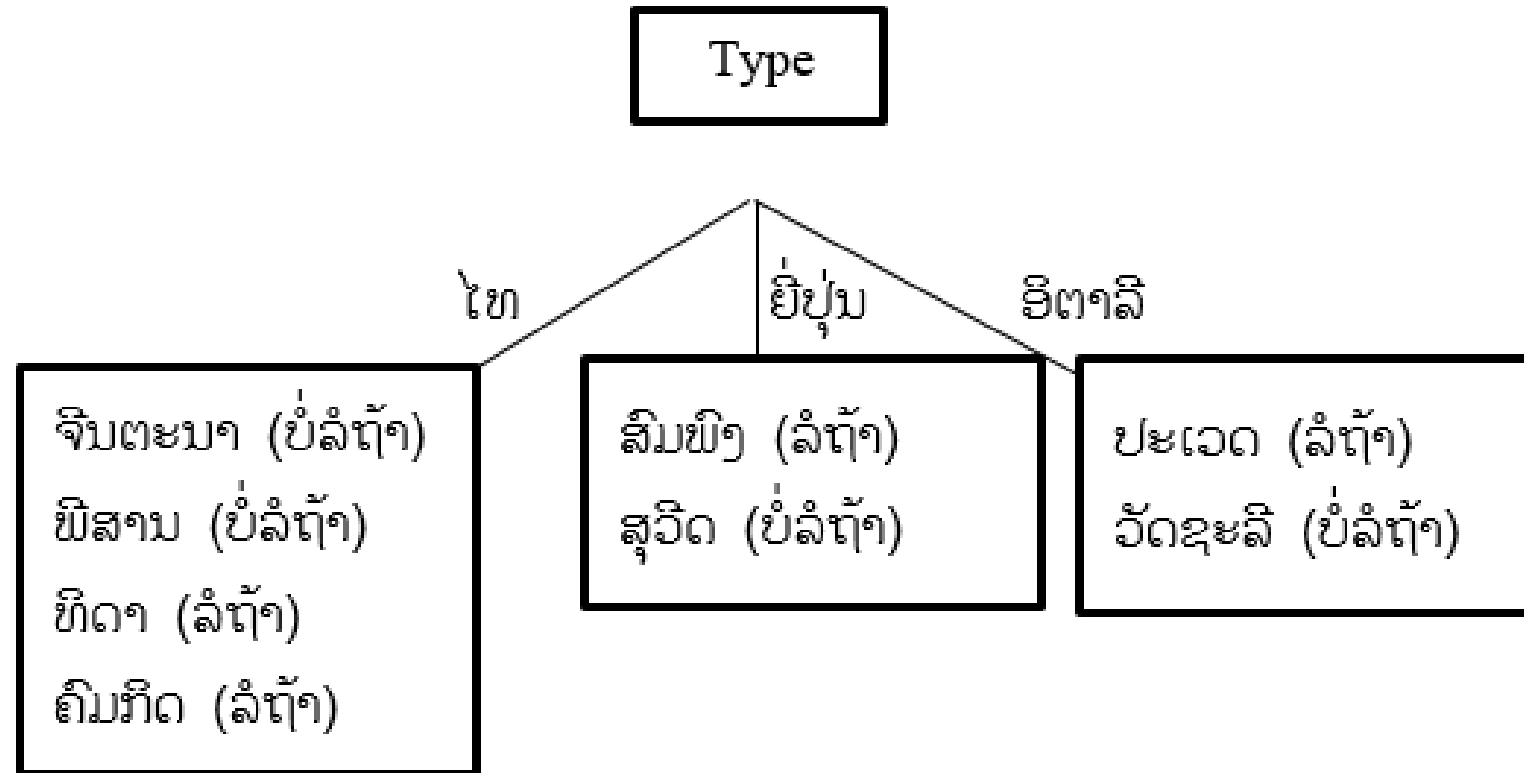 Type
ໄທ
ຍີ່ປຸ່ນ
ອິຕາລີ
ຈິນຕະນາ (ບໍ່ລໍຖ້າ)
ພິສານ (ບໍ່ລໍຖ້າ)
ທິດາ (ລໍຖ້າ)
ຄົມກິດ (ລໍຖ້າ)
ສົມພົງ (ລໍຖ້າ)
ສຸວິດ (ບໍ່ລໍຖ້າ)
ປະເວດ (ລໍຖ້າ)
ວັດຊະລີ (ບໍ່ລໍຖ້າ)